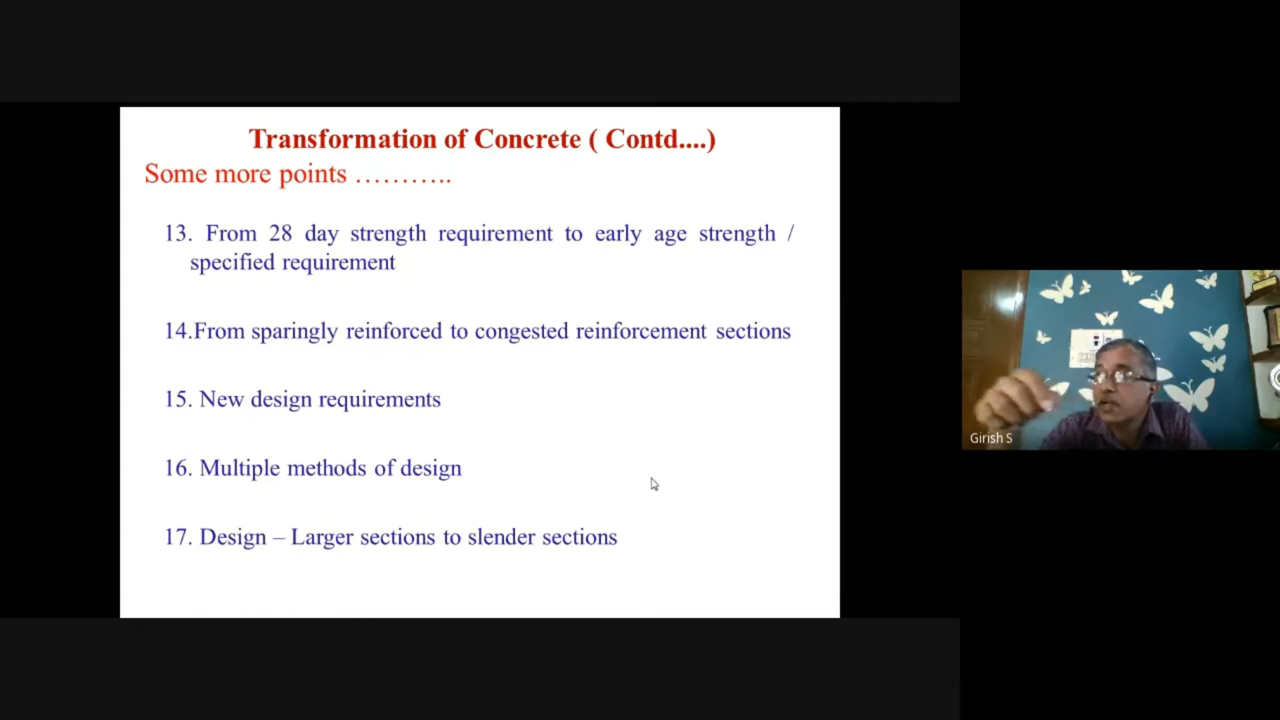 Transformation of Concrete ( Contd....)
Some more points ………..
13. From 28 day strength requirement to early age strength /
specified requirement
14.From sparingly reinforced to congested reinforcement sections
15. New design requirements
16. Multiple methods of design
17. Design – Larger sections to slender sections
Girish S